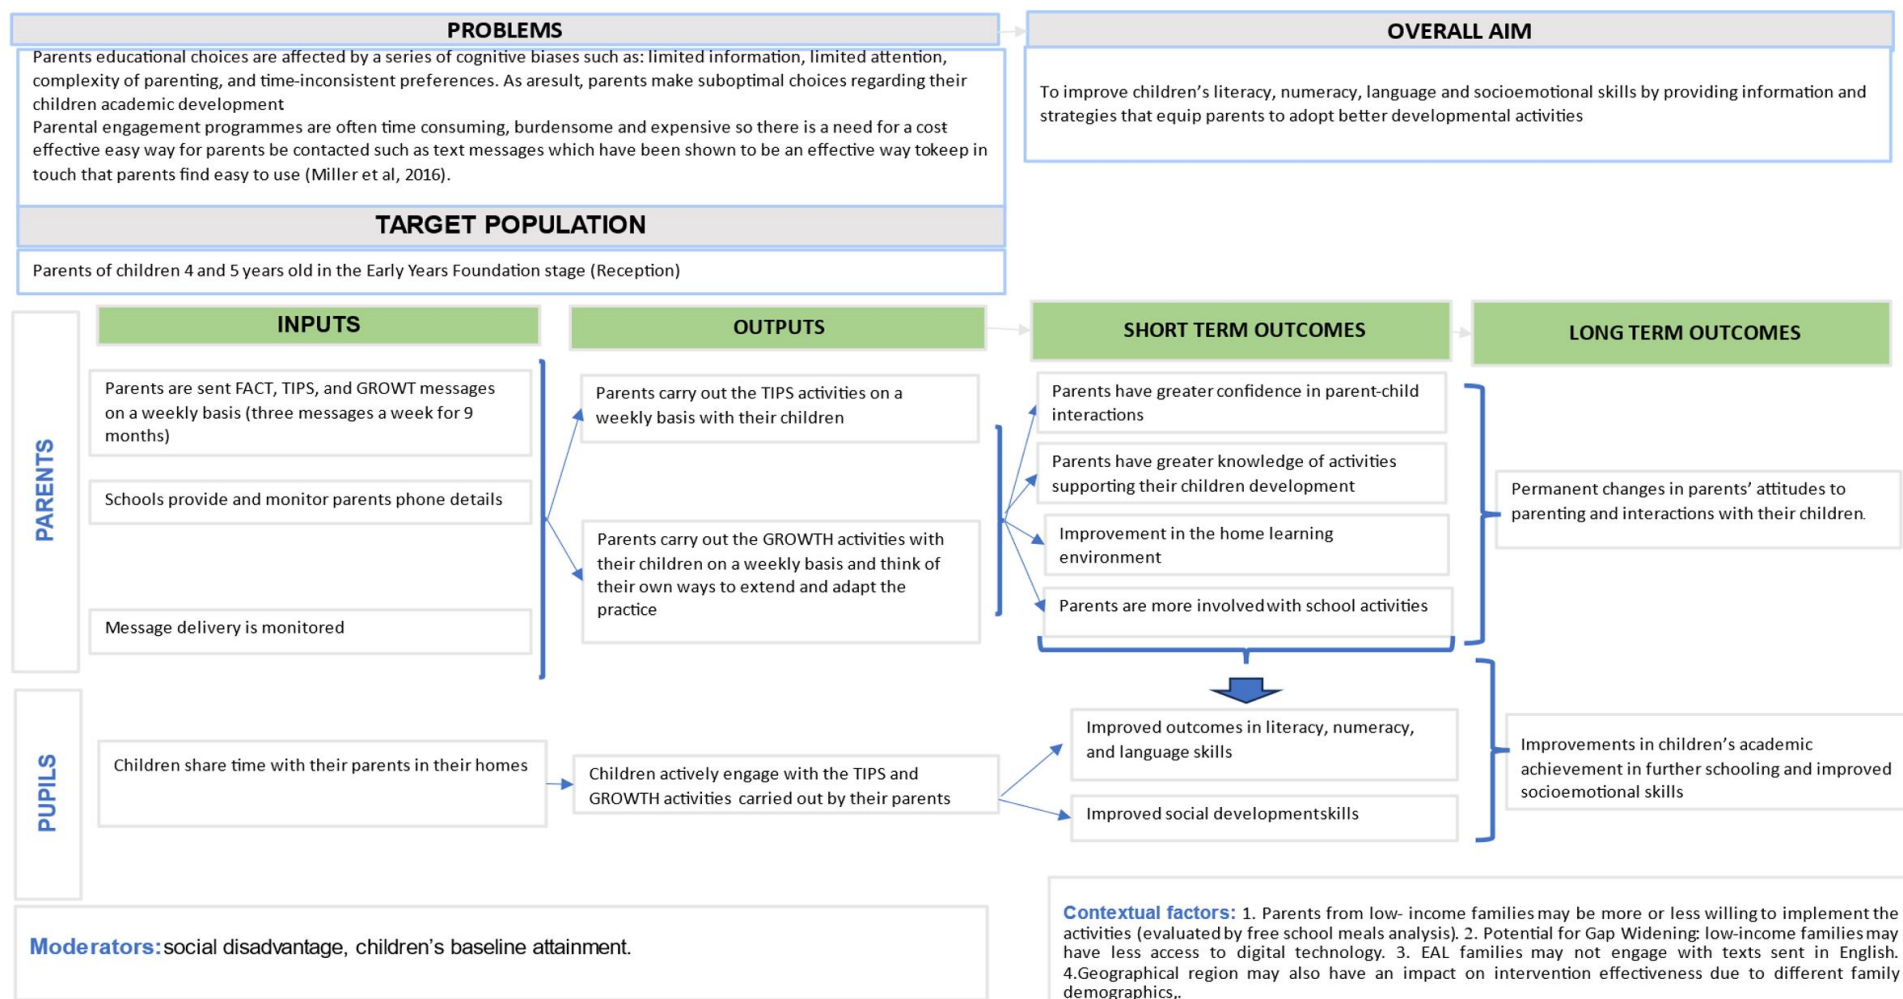 PROBLEMS
Parents educational choices are affected by a series of cognitive biases such as: limited information, limited attention,
complexity of parenting, and time-inconsistent preferences. As aresult, parents make suboptimal choices regarding their
children academic development
Parental engagement programmes are often time consuming, burdensome and expensive so there is a need for a cost
effective easy way for parents be contacted such as text messages which have been shown to be an effective way tokeep in
touch that parents find easy to use (Miller et al, 2016).
OVERALL AIM
To improve children’s literacy, numeracy, language and socioemotional skills by providing information and
strategies that equip parents to adopt better developmental activities
TARGET POPULATION
Parents of children 4 and 5 years old in the Early Years Foundation stage (Reception)
INPUTS
OUTPUTS
SHORT TERM OUTCOMES
LONG TERM OUTCOMES
PARENTS
Parents are sent FACT, TIPS, and GROWT messages
on a weekly basis (three messages a week for 9
months)
Schools provide and monitor parents phone details
Message delivery is monitored
Parents carry out the TIPS activities on a
weekly basis with their children
Parents carry out the GROWTH activities with
their children on a weekly basis and think of
their own ways to extend and adapt the
practice
Parents have greater confidence in parent-child
interactions
Parents have greater knowledge of activities
supporting their children development
Improvement in the home learning
environment
Parents are more involved with school activities
Permanent changes in parents’ attitudes to
parenting and interactions with their children.
PUPILS
Children share time with their parents in their homes
Children actively engage with the TIPS and
GROWTH activities carried out by their parents
Improved outcomes in literacy, numeracy,
and language skills
Improved social developmentskills
Improvements in children’s academic
achievement in further schooling and improved
socioemotional skills
Moderators: social disadvantage, children’s baseline attainment.
Contextual factors: 1. Parents from low- income families may be more or less willing to implement the
activities (evaluated by free school meals analysis). 2. Potential for Gap Widening: low-income families may
have less access to digital technology. 3. EAL families may not engage with texts sent in English.
4.Geographical region may also have an impact on intervention effectiveness due to different family
demographics,.